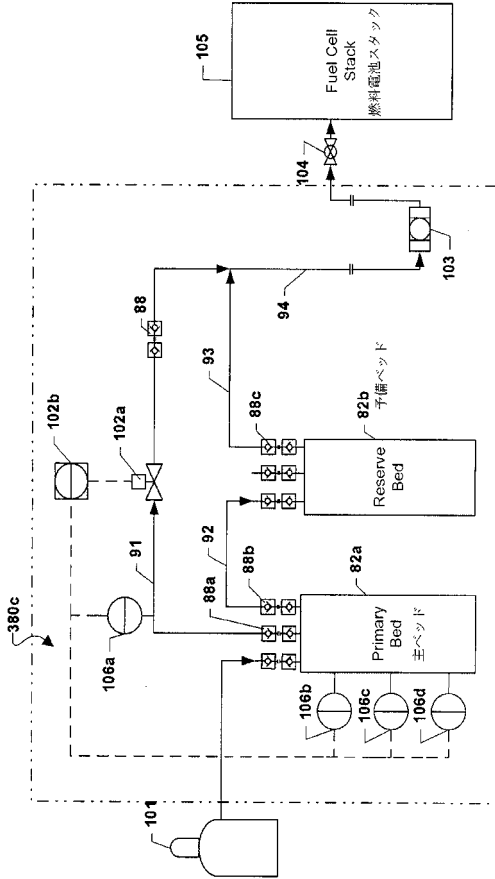 380c
101
106a
91
102b
102a
88
92
88a
88b
93
88c
94
103
104
105
Fuel Cell
Stack
燃料電池スタック
Primary
Bed
主ベッド
82a
Reserve
Bed
82b
予備ベッド
106b
106c
106d